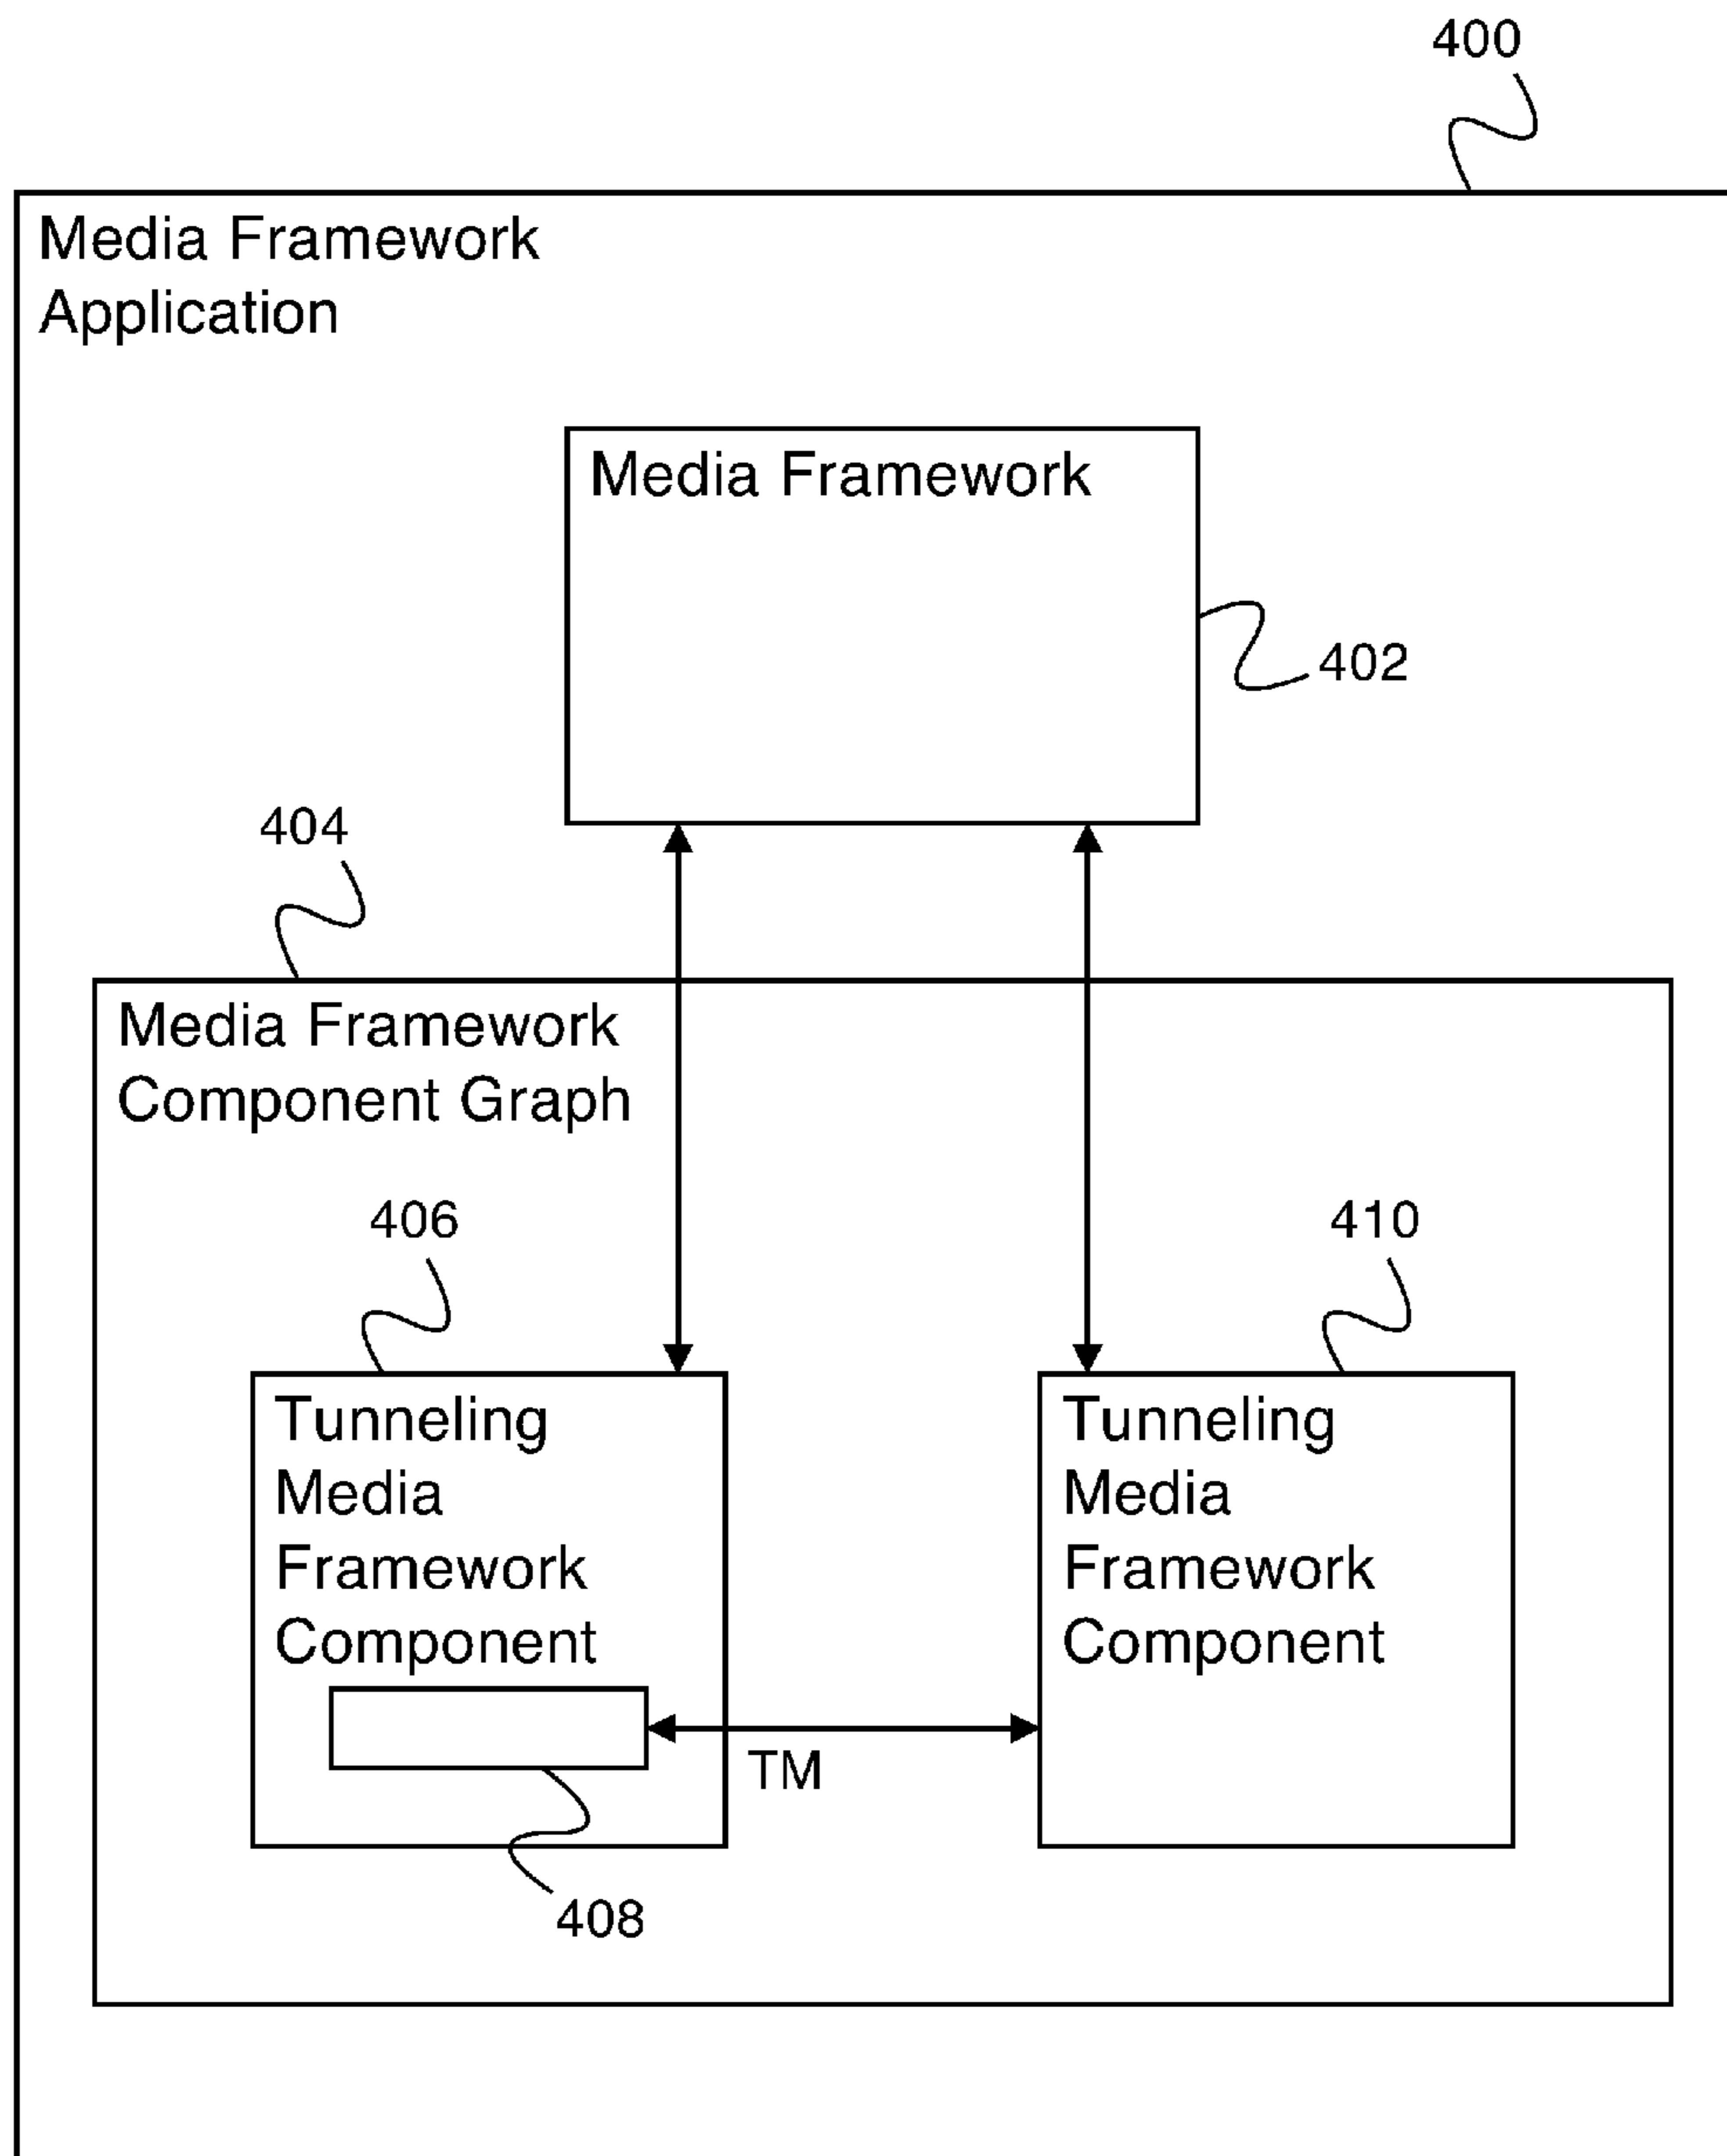 400
Media Framework
Application
Media Framework
402
404
Media Framework
Component Graph
406
410
Tunneling
Media
Framework
Component
Tunneling
Media
Framework
Component
TM
408